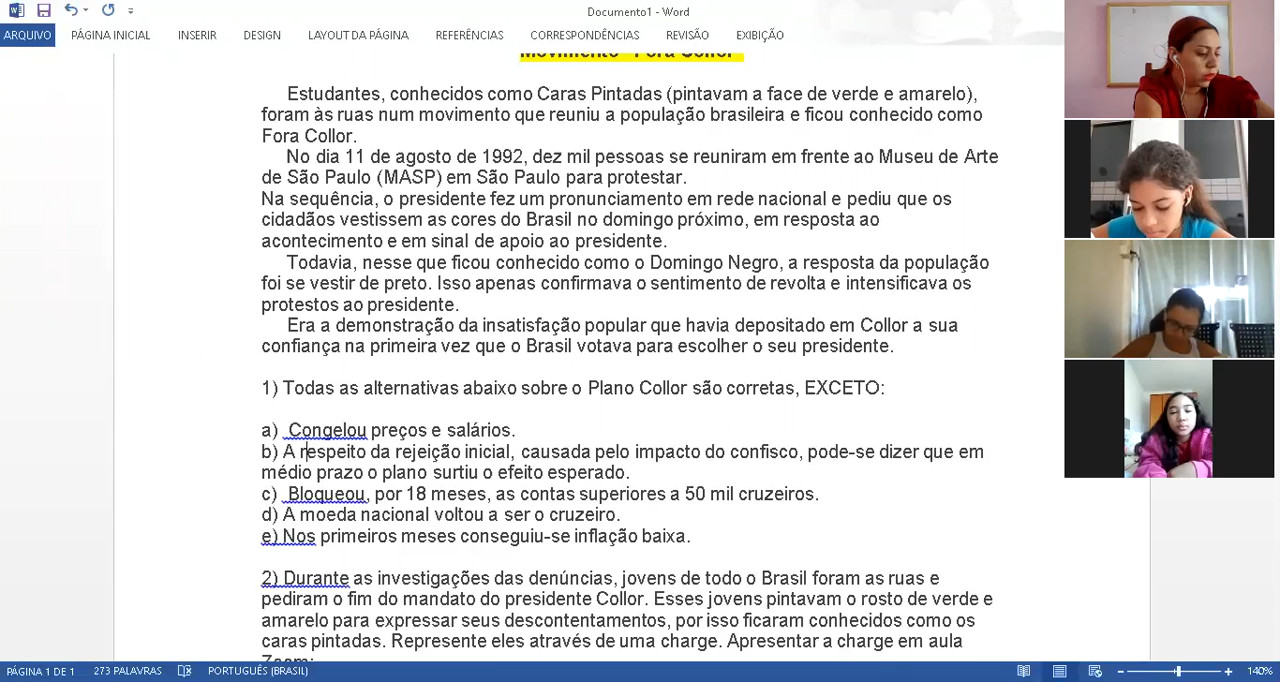 Documento1 - Word
ARQUIVO PÁGINA INICIAL INSERIR DESIGN LAYOUT DA PÁGINA REFERÊNCIAS CORRESPONDÊNCIAS REVISÃO EXIBIÇÃO
Movimento "Fora Collor"
Estudantes, conhecidos como Caras Pintadas (pintavam a face de verde e amarelo),
foram às ruas num movimento que reuniu a população brasileira e ficou conhecido como
Fora Collor.
No dia 11 de agosto de 1992, dez mil pessoas se reuniram em frente ao Museu de Arte
de São Paulo (MASP) em São Paulo para protestar.
Na sequência, o presidente fez um pronunciamento em rede nacional e pediu que os
cidadãos vestissem as cores do Brasil no domingo próximo, em resposta ao
acontecimento e em sinal de apoio ao presidente.
Todavia, nesse que ficou conhecido como o Domingo Negro, a resposta da população
foi se vestir de preto. Isso apenas confirmava o sentimento de revolta e intensificava os
protestos ao presidente.
Era a demonstração da insatisfação popular que havia depositado em Collor a sua
confiança na primeira vez que o Brasil votava para escolher o seu presidente.
1) Todas as alternativas abaixo sobre o Plano Collor são corretas, EXCETO:
a) Congelou preços e salários.
b) A respeito da rejeição inicial, causada pelo impacto do confisco, pode-se dizer que em
médio prazo o plano surtiu o efeito esperado.
c) Bloqueou, por 18 meses, as contas superiores a 50 mil cruzeiros.
d) A moeda nacional voltou a ser o cruzeiro.
e) Nos primeiros meses conseguiu-se inflação baixa.
2) Durante as investigações das denúncias, jovens de todo o Brasil foram as ruas e
pediram o fim do mandato do presidente Collor. Esses jovens pintavam o rosto de verde e
amarelo para expressar seus descontentamentos, por isso ficaram conhecidos como os
caras pintadas. Represente eles através de uma charge. Apresentar a charge em aula
Zoom:
PÁGINA 1 DE 1 273 PALAVRAS PORTUGUÊS (BRASIL) 140%